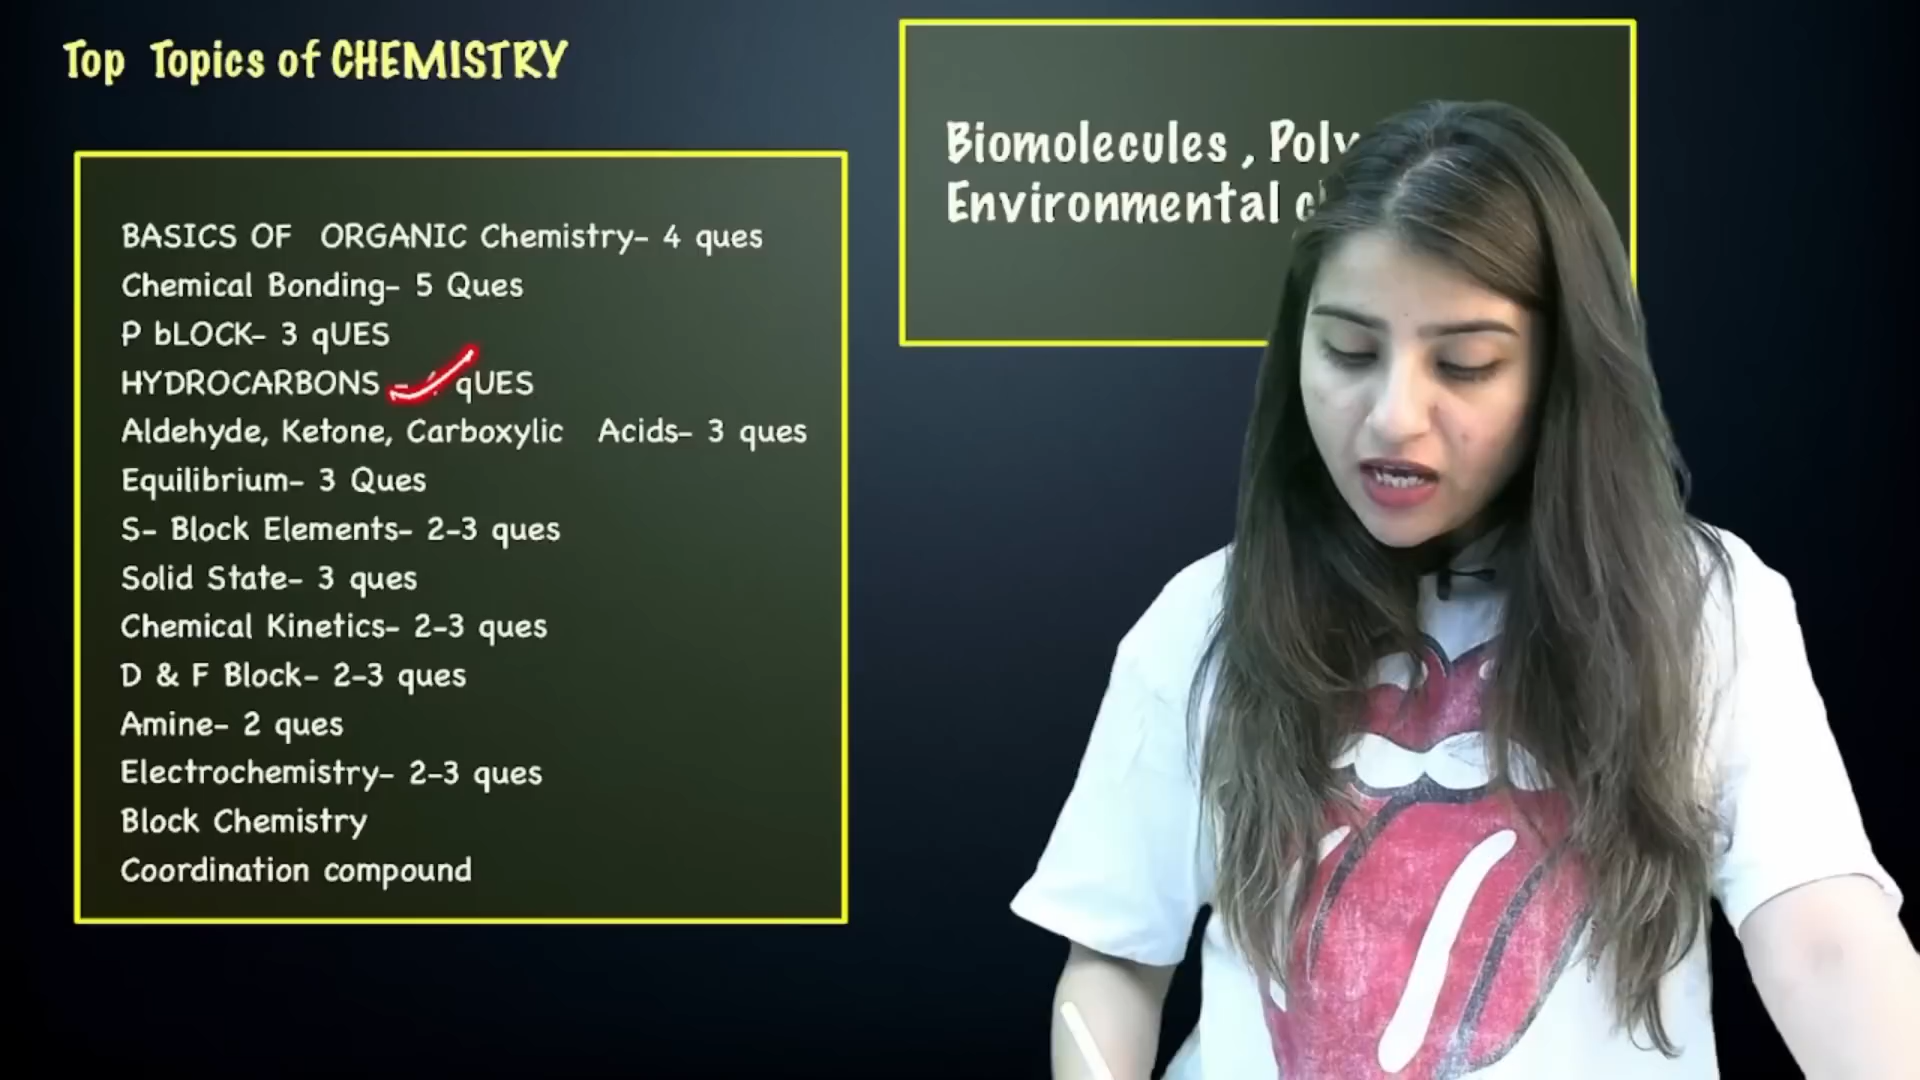 Top Topics of CHEMISTRY
BASICS OF ORGANIC Chemistry- 4 ques
Chemical Bonding- 5 Ques
P bLOCK- 3 qUES
HYDROCARBONS - qUES
Aldehyde, Ketone, Carboxylic Acids- 3 ques
Equilibrium- 3 Ques
S- Block Elements- 2-3 ques
Solid State- 3 ques
Chemical Kinetics- 2-3 ques
D & F Block- 2-3 ques
Amine- 2 ques
Electrochemistry- 2-3 ques
Block Chemistry
Coordination compound
Biomolecules ,
Environmental